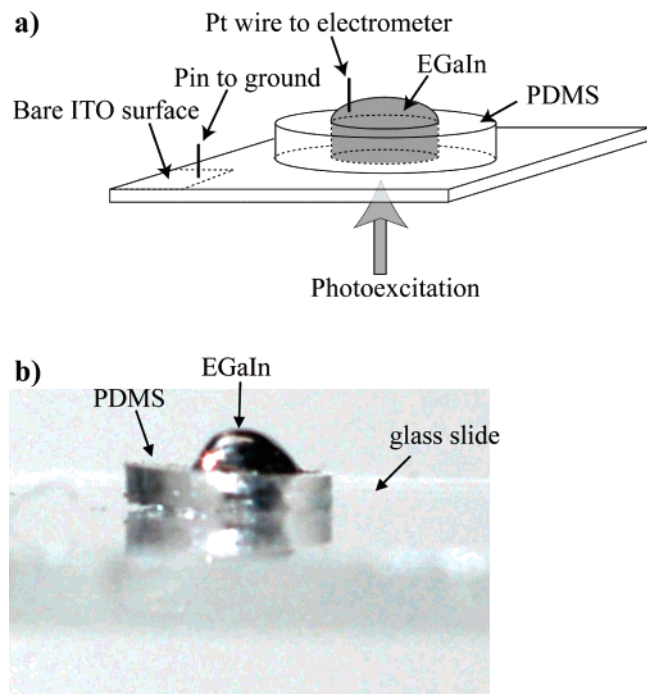 a)
Pt wire to electrometer
EGaIn
Pin to ground
PDMS
Bare ITO surface
Photoexcitation
b)
EGaIn
PDMS
glass slide